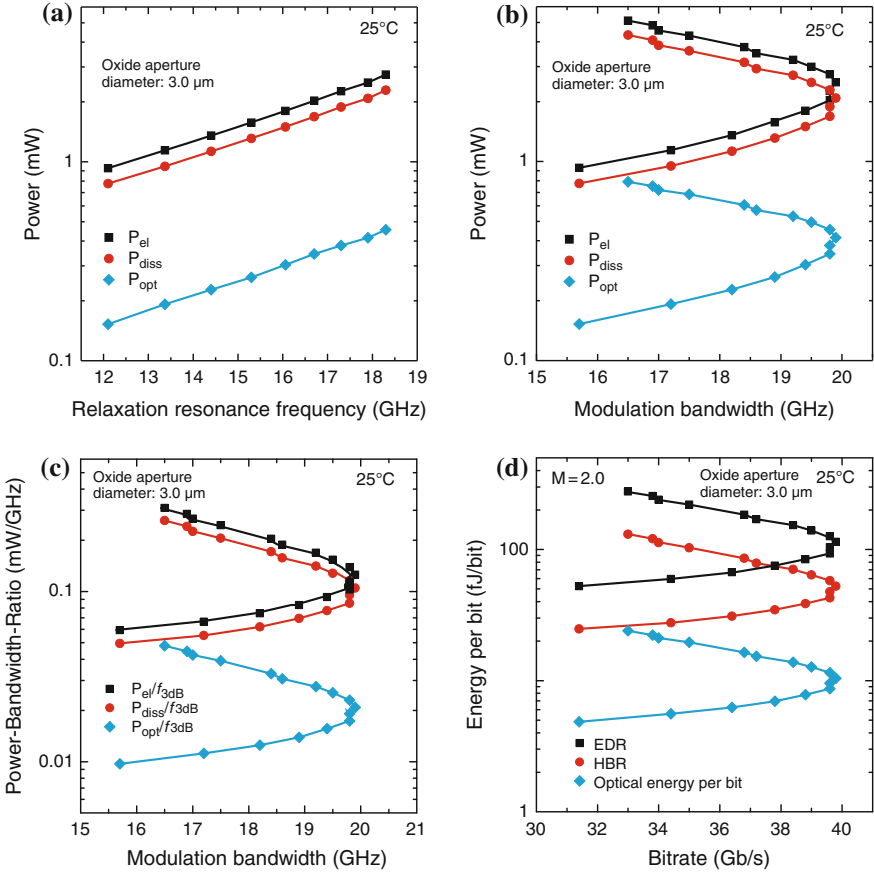 (a)
25°C
Oxide aperture
diameter: 3.0 µm
Power (mW)
1
0.1
P_el
P_diss
P_opt
12 13 14 15 16 17 18 19
Relaxation resonance frequency (GHz)
(b)
25°C
Oxide aperture
diameter: 3.0 µm
Power (mW)
1
0.1
P_el
P_diss
P_opt
15 16 17 18 19 20
Modulation bandwidth (GHz)
(c)
25°C
Oxide aperture
diameter: 3.0 µm
Power-Bandwidth-Ratio (mW/GHz)
0.1
0.01
P_el/f_3dB
P_diss/f_3dB
P_opt/f_3dB
15 16 17 18 19 20 21
Modulation bandwidth (GHz)
(d)
M = 2.0
Oxide aperture
diameter: 3.0 µm
25°C
Energy per bit (fJ/bit)
100
1
EDR
HBR
Optical energy per bit
30 32 34 36 38 40
Bitrate (Gb/s)